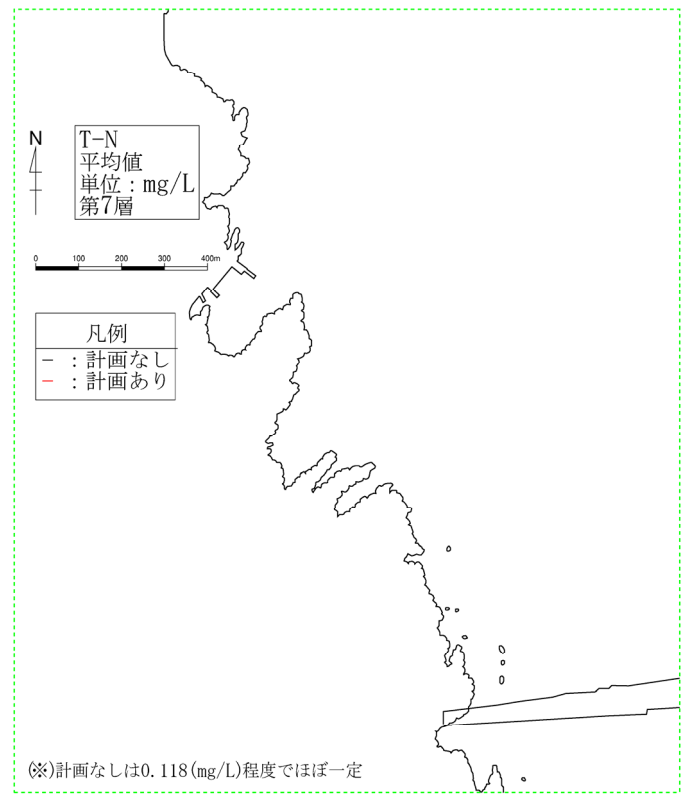 N
T-N
平均値
単位：mg/L
第7層
0 100 200 300 400m
凡例
− ：計画なし
− ：計画あり
(※)計画なしは0.118(mg/L)程度でほぼ一定